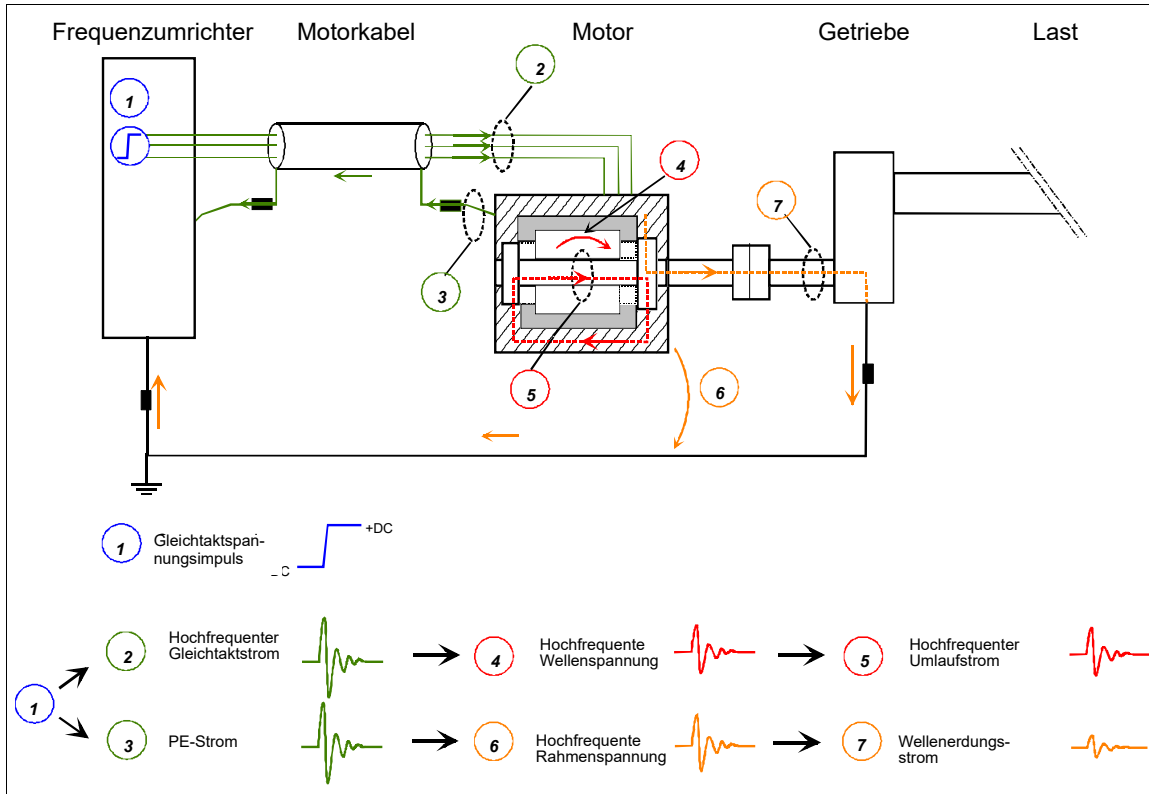 Frequenzumrichter Motorkabel Motor Getriebe Last
1
2
4
7
3
5
6
1 Gleichtaktspan-
nungsimpuls
+DC
2 Hochfrequenter
Gleichtaktstrom
4 Hochfrequente
Wellenspannung
5 Hochfrequenter
Umlaufstrom
1
3 PE-Strom
6 Hochfrequente
Rahmenspannung
7 Wellenerdungs-
strom